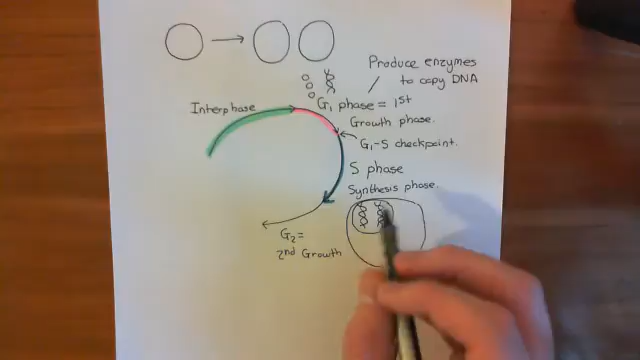 Produce enzymes
to copy DNA
Interphase
G₁ phase = 1st
Growth phase.
G₁-S checkpoint.
S phase
Synthesis phase.
G₂ =
2nd Growth